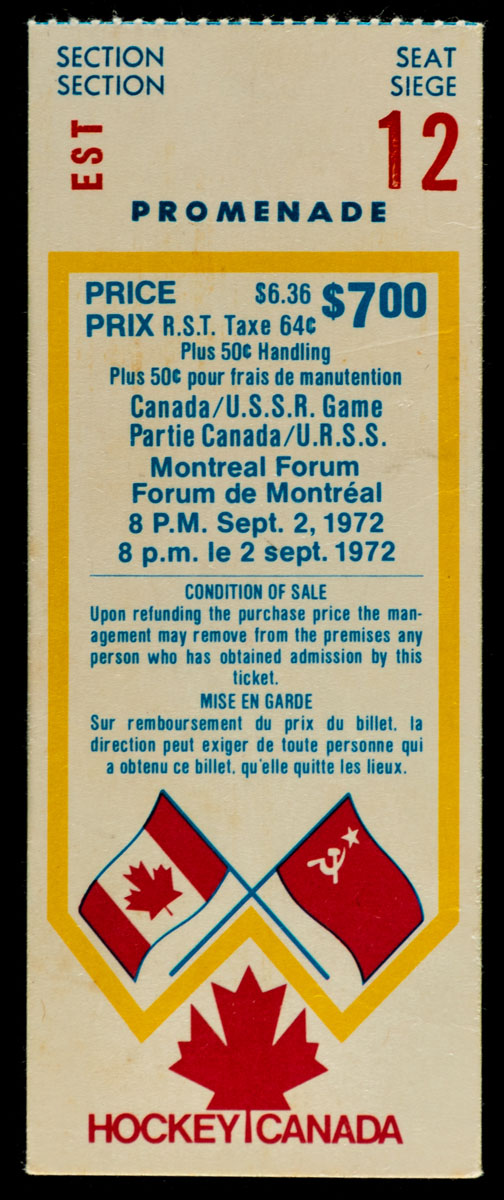 SECTION SEAT
SECTION SIEGE
EST 12
PROMENADE
PRICE $6.36 $7.00
PRIX R.S.T. Taxe 64¢
Plus 50¢ Handling
Plus 50¢ pour frais de manutention
Canada/U.S.S.R. Game
Partie Canada/U.R.S.S.
Montreal Forum
Forum de Montréal
8 P.M. Sept. 2, 1972
8 p.m. le 2 sept. 1972
CONDITION OF SALE
Upon refunding the purchase price the man-
agement may remove from the premises any
person who has obtained admission by this
ticket.
MISE EN GARDE
Sur remboursement du prix du billet, la
direction peut exiger de toute personne qui
a obtenu ce billet, qu'elle quitte les lieux.
HOCKEY CANADA